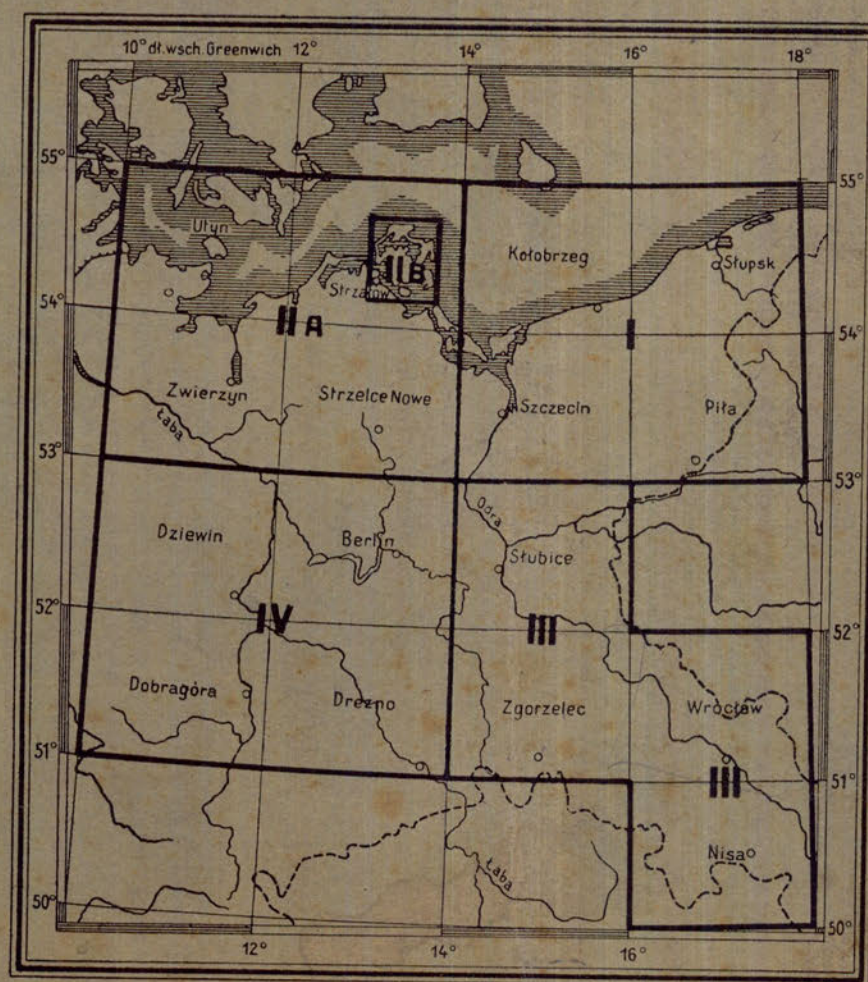 10° dł. wsch. Greenwich 12° 14° 16° 18°
55° 55°
Utyn
Kołobrzeg
Słupsk
II B
Strzałów
54° 54°
II A
I
Zwierzyn
Strzelce Nowe
Szczecin
Piła
Łaba
53° 53°
Odra
Dziewin
Berlin
Słubice
52° 52°
IV
III
Dobragóra
Drezno
Zgorzelec
Wrocław
51° 51°
III
Nisa
Łaba
50° 50°
12° 14° 16°